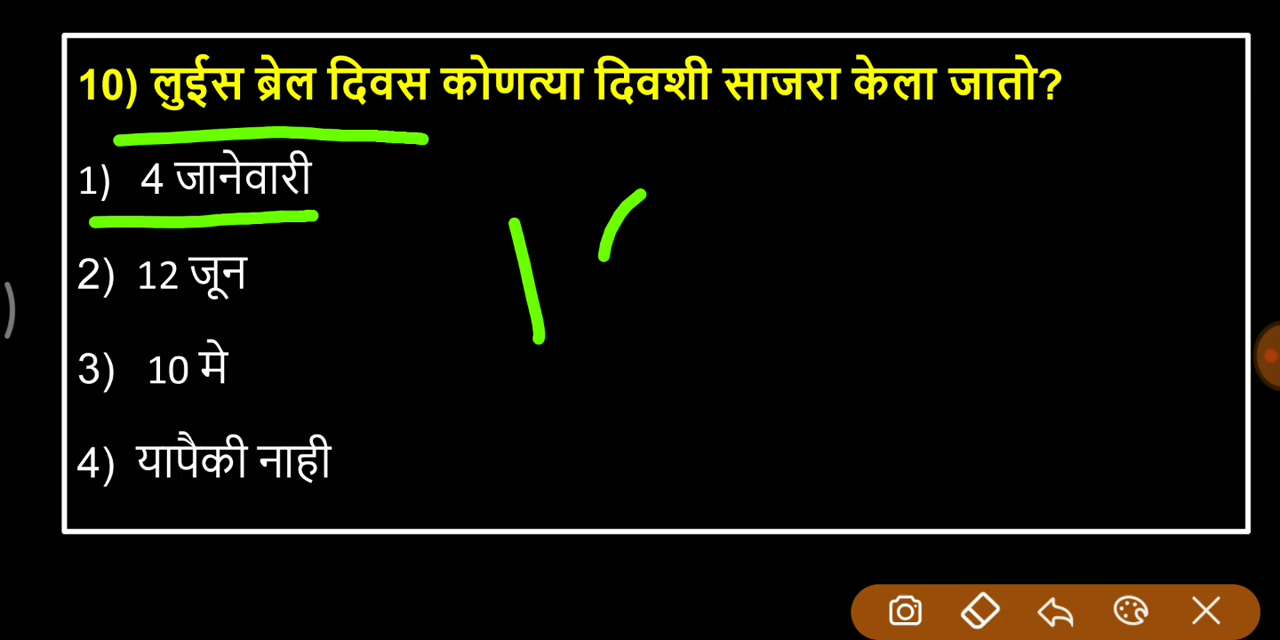 10) लुईस ब्रेल दिवस कोणत्या दिवशी साजरा केला जातो?
1) 4 जानेवारी
2) 12 जून
3) 10 मे
4) यापैकी नाही